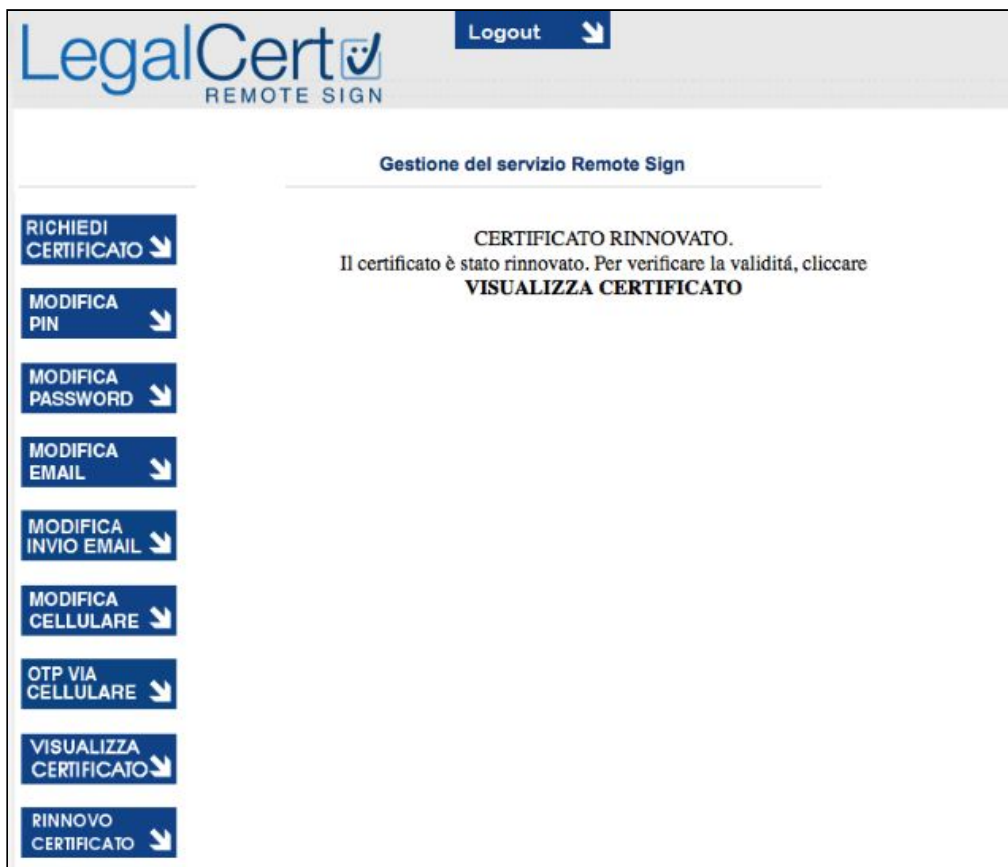 LegalCert
REMOTE SIGN
Logout
Gestione del servizio Remote Sign
CERTIFICATO RINNOVATO.
Il certificato è stato rinnovato. Per verificare la validitá, cliccare
VISUALIZZA CERTIFICATO
RICHIEDI
CERTIFICATO
MODIFICA
PIN
MODIFICA
PASSWORD
MODIFICA
EMAIL
MODIFICA
INVIO EMAIL
MODIFICA
CELLULARE
OTP VIA
CELLULARE
VISUALIZZA
CERTIFICATO
RINNOVO
CERTIFICATO